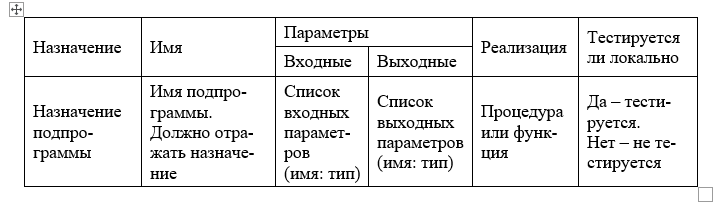 Назначение
Имя
Параметры
Входные
Выходные
Реализация
Тестируется
ли локально
Назначение
подпро-
граммы
Имя подпро-
граммы.
Должно отра-
жать назначе-
ние
Список
входных
парамет-
ров
(имя: тип)
Список
выходных
параметров
(имя: тип)
Процедура
или функ-
ция
Да – тести-
руется.
Нет – не те-
стируется